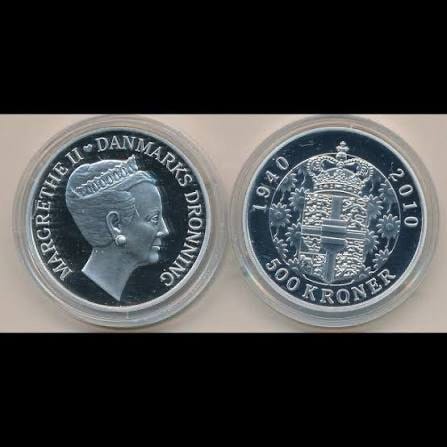 MARGRETHE II ♥ DANMARKS DRONNING
1940 2010
500 KRONER